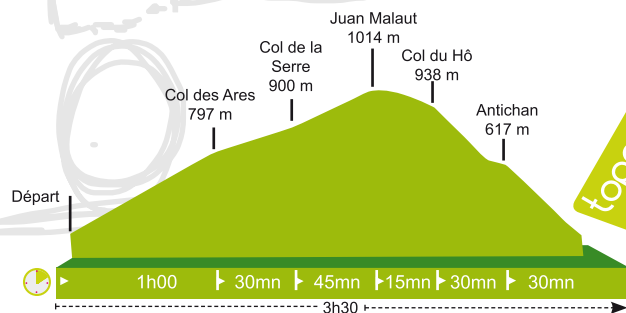 Juan Malaut
1014 m
Col de la
Serre
900 m
Col du Hô
938 m
Col des Ares
797 m
Antichan
617 m
Départ
1h00 30mn 45mn 15mn 30mn 30mn
3h30